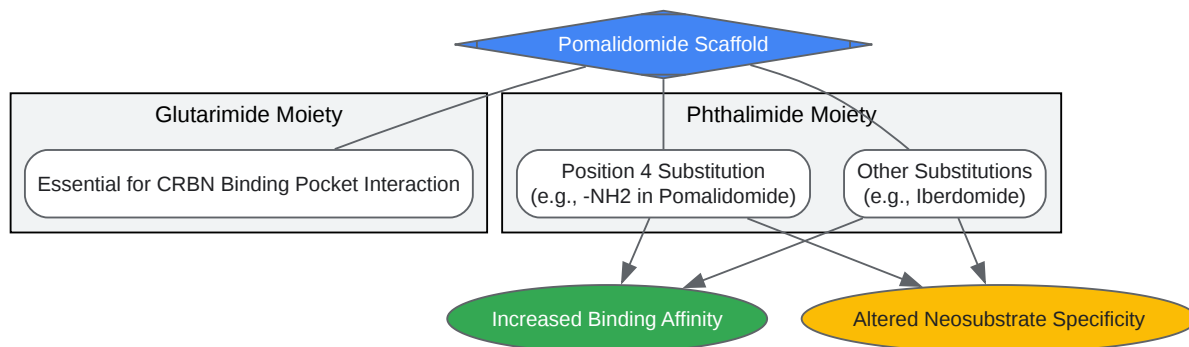 Pomalidomide Scaffold
Glutarimide Moiety
Phthalimide Moiety
Essential for CRBN Binding Pocket Interaction
Position 4 Substitution
(e.g., -NH2 in Pomalidomide)
Other Substitutions
(e.g., Iberdomide)
Increased Binding Affinity
Altered Neosubstrate Specificity